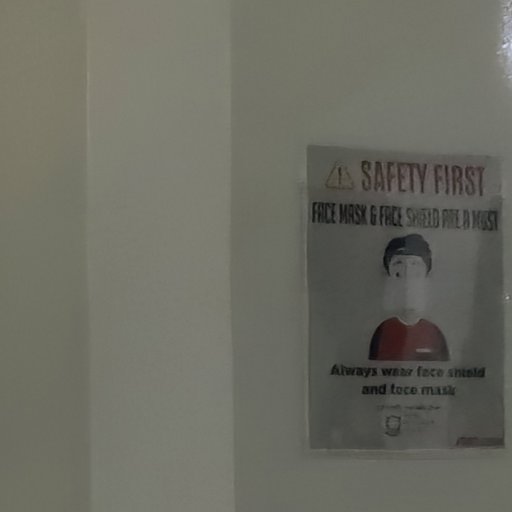 SAFETY FIRST
FACE MASK & FACE SHIELD ARE A MUST
Always wear face shield
and face mask